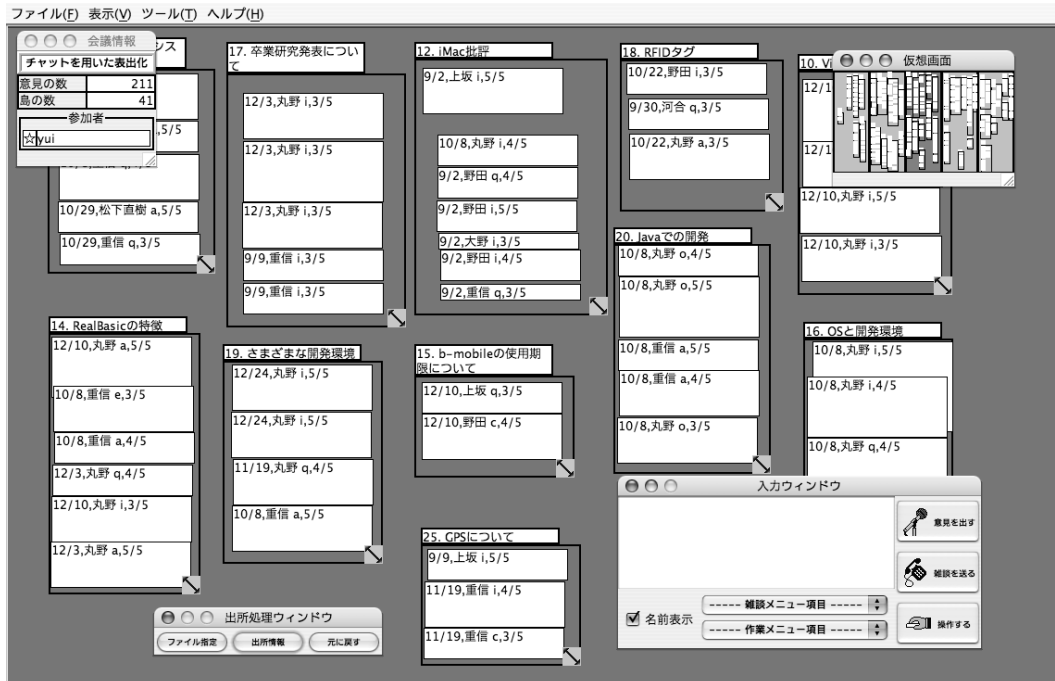 ファイル(F) 表示(V) ツール(T) ヘルプ(H)
会議情報
チャットを用いた表出化
意見の数 211
島の数 41
参加者
☆yui
ンス
,5/5
10/29,松下直樹 a,5/5
10/29,重信 q,3/5
17. 卒業研究発表につい
て
12/3,丸野 i,3/5
12/3,丸野 i,3/5
12/3,丸野 i,3/5
9/9,重信 i,3/5
9/9,重信 i,3/5
12. iMac批評
9/2,上坂 i,5/5
10/8,丸野 i,4/5
9/2,野田 q,4/5
9/2,野田 i,5/5
9/2,大野 i,3/5
9/2,野田 i,4/5
9/2,重信 q,3/5
18. RFIDタグ
10/22,野田 i,3/5
9/30,河合 q,3/5
10/22,丸野 a,3/5
10. Vi
12/1
12/1
12/10,丸野 i,5/5
12/10,丸野 i,3/5
仮想画面
14. RealBasicの特徴
12/10,丸野 a,5/5
10/8,重信 e,3/5
10/8,重信 a,4/5
12/3,丸野 q,4/5
12/10,丸野 i,3/5
12/3,丸野 a,5/5
19. さまざまな開発環境
12/24,丸野 i,5/5
12/24,丸野 i,5/5
11/19,丸野 q,4/5
10/8,重信 a,5/5
15. b-mobileの使用期
限について
12/10,上坂 q,3/5
12/10,野田 c,4/5
20. Javaでの開発
10/8,丸野 o,4/5
10/8,丸野 o,5/5
10/8,重信 a,5/5
10/8,重信 a,4/5
10/8,丸野 o,3/5
16. OSと開発環境
10/8,丸野 i,5/5
10/8,丸野 i,4/5
10/8,丸野 q,4/5
25. GPSについて
9/9,上坂 i,5/5
11/19,重信 i,4/5
11/19,重信 c,3/5
出所処理ウィンドウ
ファイル指定 出所情報 元に戻す
入力ウィンドウ
意見を出す
雑談を送る
操作する
名前表示
----- 雑談メニュー項目 -----
----- 作業メニュー項目 -----